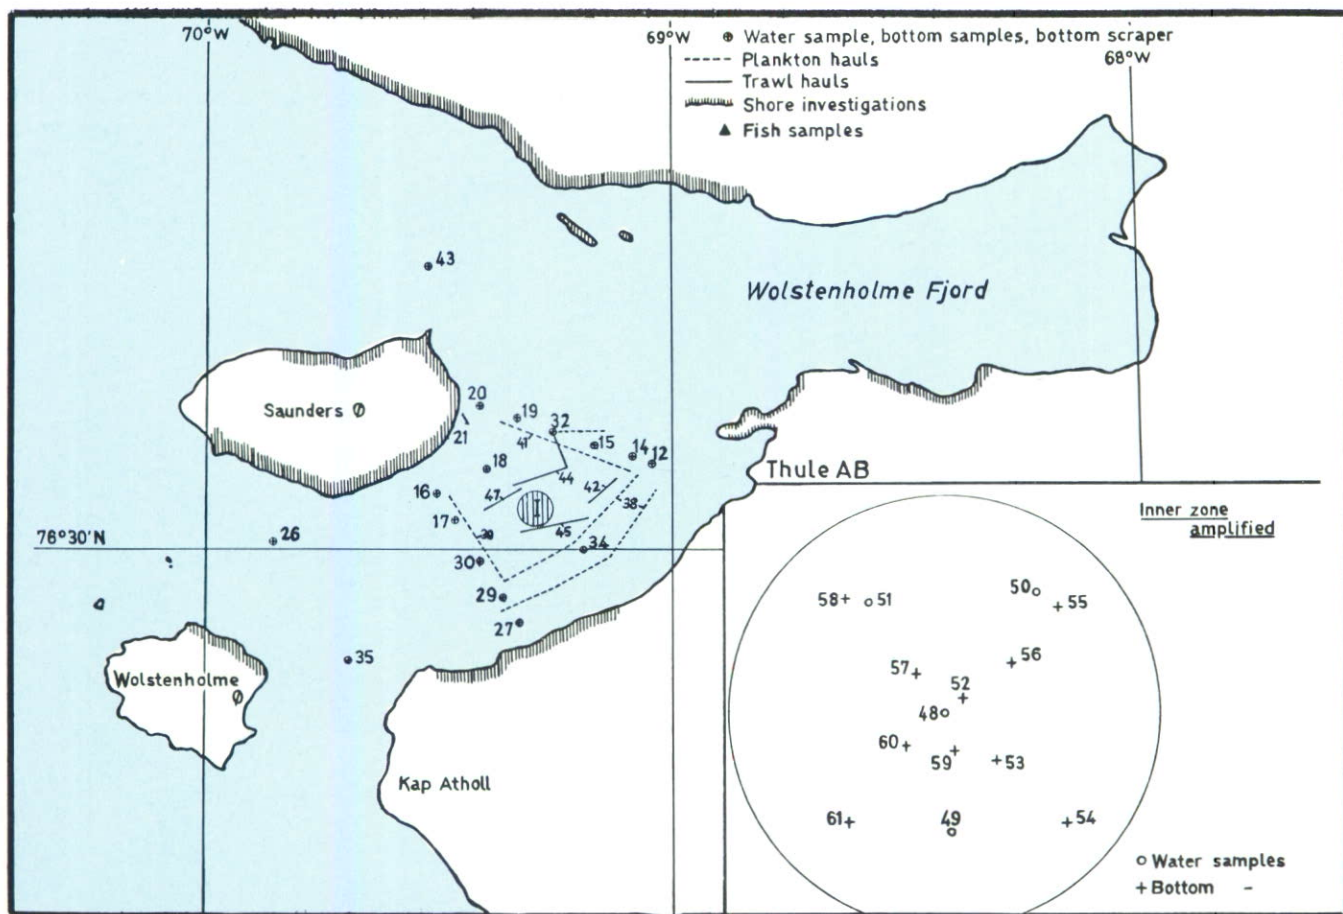 70°W
69°W
68°W
Water sample, bottom samples, bottom scraper
Plankton hauls
Trawl hauls
Shore investigations
Fish samples
43
Wolstenholme Fjord
Saunders Ø
20
19
32
21
41
15
14
12
18
44
Thule AB
16
47
42
I
38
17
39
45
34
76°30'N
26
30
29
27
35
Wolstenholme
Ø
Kap Atholl
Inner zone
amplified
58
51
50
55
57
56
52
48
60
59
53
61
49
54
Water samples
Bottom -